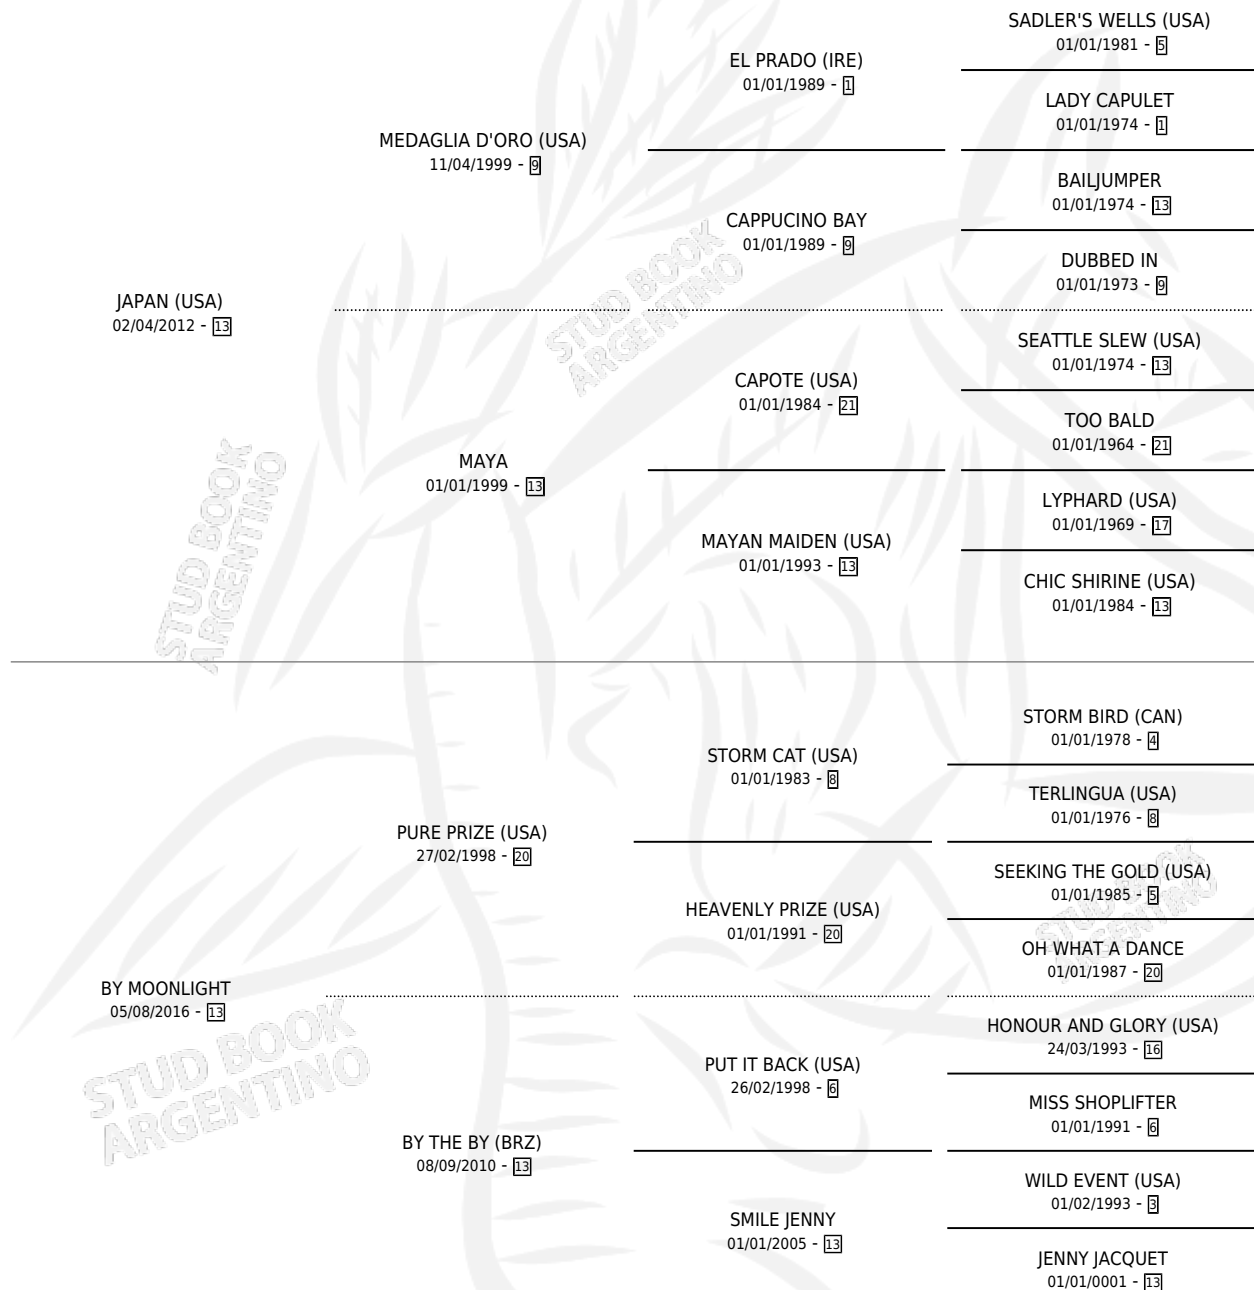 SADLER'S WELLS (USA)
01/01/1981 - 5
EL PRADO (IRE)
01/01/1989 - 1
LADY CAPULET
01/01/1974 - 1
MEDAGLIA D'ORO (USA)
11/04/1999 - 9
BAILJUMPER
01/01/1974 - 13
CAPPUCINO BAY
01/01/1989 - 9
DUBBED IN
01/01/1973 - 9
JAPAN (USA)
02/04/2012 - 13
SEATTLE SLEW (USA)
01/01/1974 - 13
CAPOTE (USA)
01/01/1984 - 21
TOO BALD
01/01/1964 - 21
MAYA
01/01/1999 - 13
LYPHARD (USA)
01/01/1969 - 17
MAYAN MAIDEN (USA)
01/01/1993 - 13
CHIC SHIRINE (USA)
01/01/1984 - 13
STORM BIRD (CAN)
01/01/1978 - 4
STORM CAT (USA)
01/01/1983 - 8
TERLINGUA (USA)
01/01/1976 - 8
PURE PRIZE (USA)
27/02/1998 - 20
SEEKING THE GOLD (USA)
01/01/1985 - 5
HEAVENLY PRIZE (USA)
01/01/1991 - 20
OH WHAT A DANCE
01/01/1987 - 20
BY MOONLIGHT
05/08/2016 - 13
HONOUR AND GLORY (USA)
24/03/1993 - 16
PUT IT BACK (USA)
26/02/1998 - 6
MISS SHOPLIFTER
01/01/1991 - 6
BY THE BY (BRZ)
08/09/2010 - 13
WILD EVENT (USA)
01/02/1993 - 3
SMILE JENNY
01/01/2005 - 13
JENNY JACQUET
01/01/0001 - 13
STUD BOOK
ARGENTINO
STUD BOOK
ARGENTINO
STUD BOOK
ARGENTINO
STUD BOOK
ARGENTINO